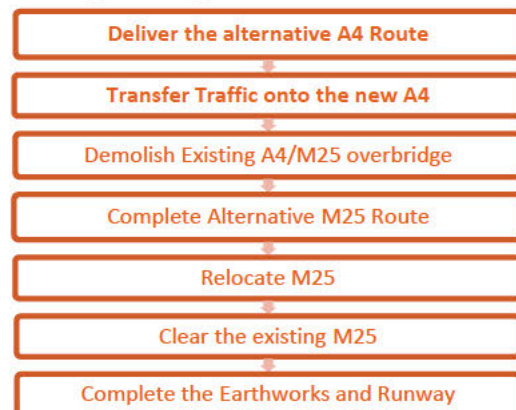 Deliver the alternative A4 Route
Transfer Traffic onto the new A4
Demolish Existing A4/M25 overbridge
Complete Alternative M25 Route
Relocate M25
Clear the existing M25
Complete the Earthworks and Runway